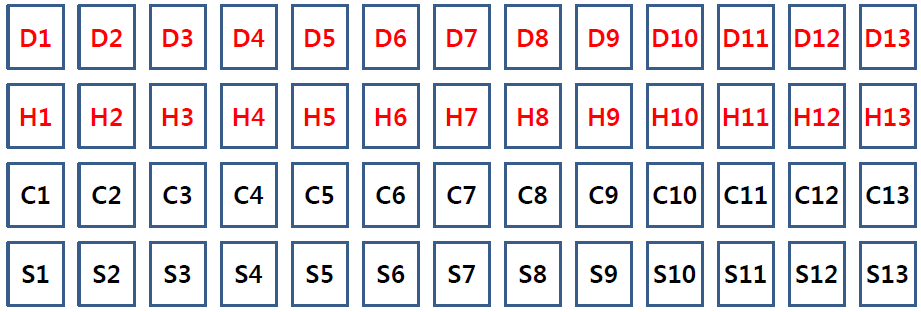 D1 D2 D3 D4 D5 D6 D7 D8 D9 D10 D11 D12 D13
H1 H2 H3 H4 H5 H6 H7 H8 H9 H10 H11 H12 H13
C1 C2 C3 C4 C5 C6 C7 C8 C9 C10 C11 C12 C13
S1 S2 S3 S4 S5 S6 S7 S8 S9 S10 S11 S12 S13